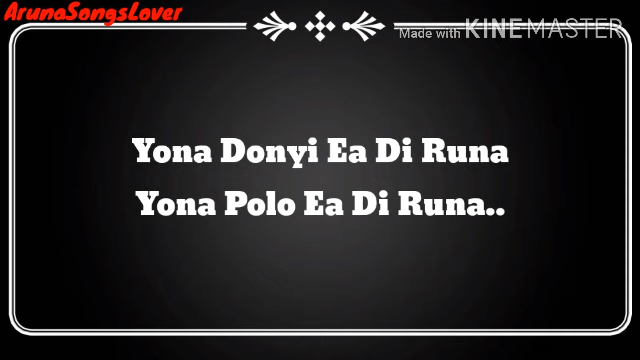 ArunaSongsLover
Made with KINEMASTER
Yona Donyi Ea Di Runa
Yona Polo Ea Di Runa..